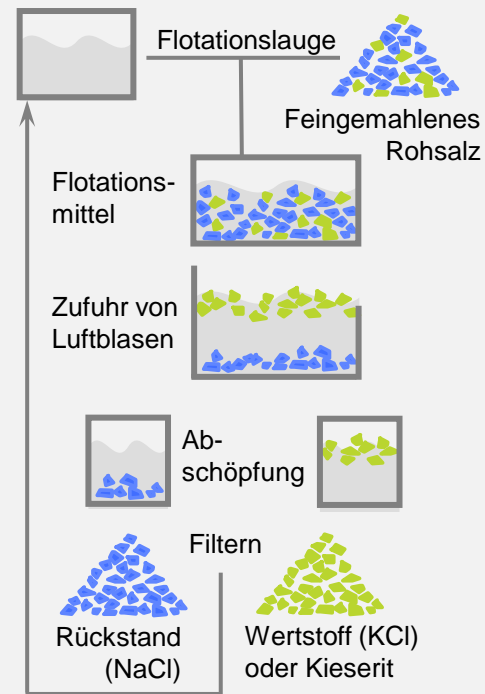 Flotationslauge
Feingemahlenes
Rohsalz
Flotations-
mittel
Zufuhr von
Luftblasen
Ab-
schöpfung
Filtern
Rückstand
(NaCl)
Wertstoff (KCl)
oder Kieserit